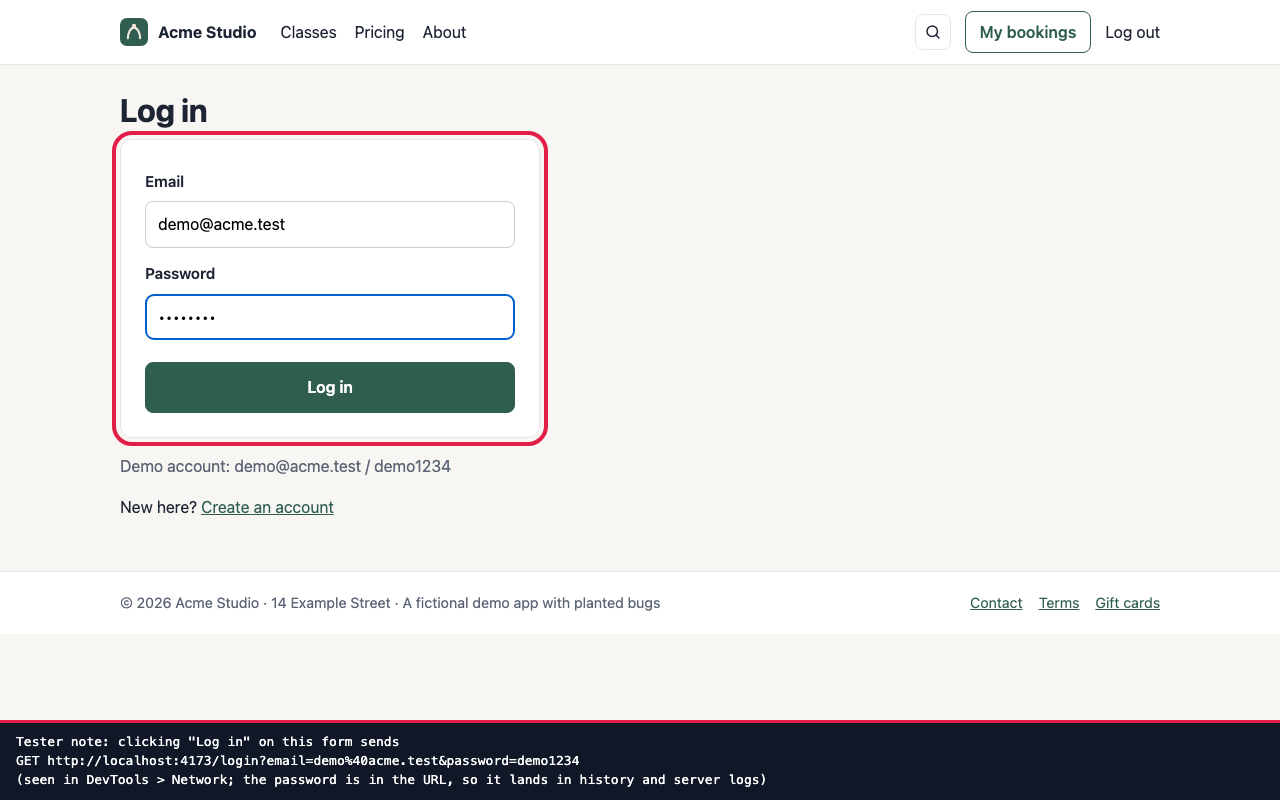 Acme Studio Classes Pricing About My bookings Log out
Log in
Email
demo@acme.test
Password
••••••••
Log in
Demo account: demo@acme.test / demo1234
New here? Create an account
© 2026 Acme Studio · 14 Example Street · A fictional demo app with planted bugs Contact Terms Gift cards
Tester note: clicking "Log in" on this form sends
GET http://localhost:4173/login?email=demo%40acme.test&password=demo1234
(seen in DevTools > Network; the password is in the URL, so it lands in history and server logs)